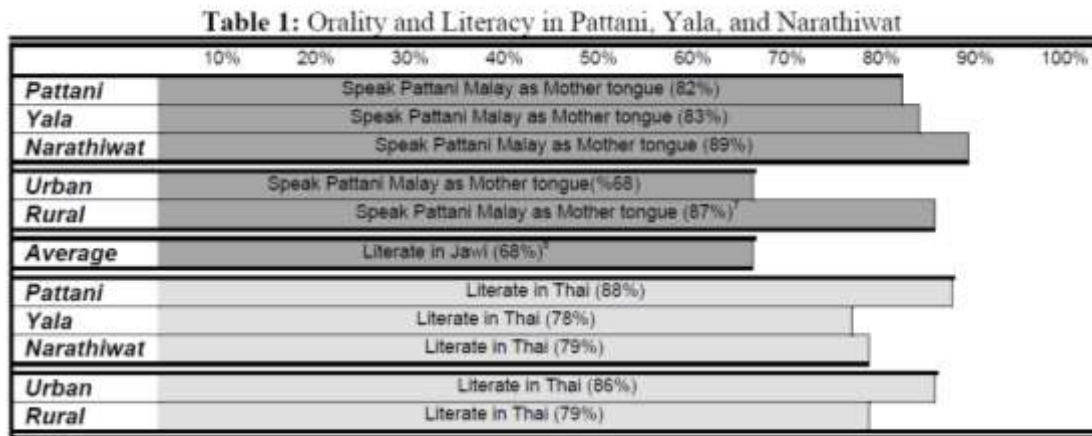 Table 1: Orality and Literacy in Pattani, Yala, and Narathiwat
10% 20% 30% 40% 50% 60% 70% 80% 90% 100%
Pattani Speak Pattani Malay as Mother tongue (82%)
Yala Speak Pattani Malay as Mother tongue (83%)
Narathiwat Speak Pattani Malay as Mother tongue (89%)
Urban Speak Pattani Malay as Mother tongue(%68)
Rural Speak Pattani Malay as Mother tongue (87%)⁷
Average Literate in Jawi (68%)⁸
Pattani Literate in Thai (88%)
Yala Literate in Thai (78%)
Narathiwat Literate in Thai (79%)
Urban Literate in Thai (86%)
Rural Literate in Thai (79%)